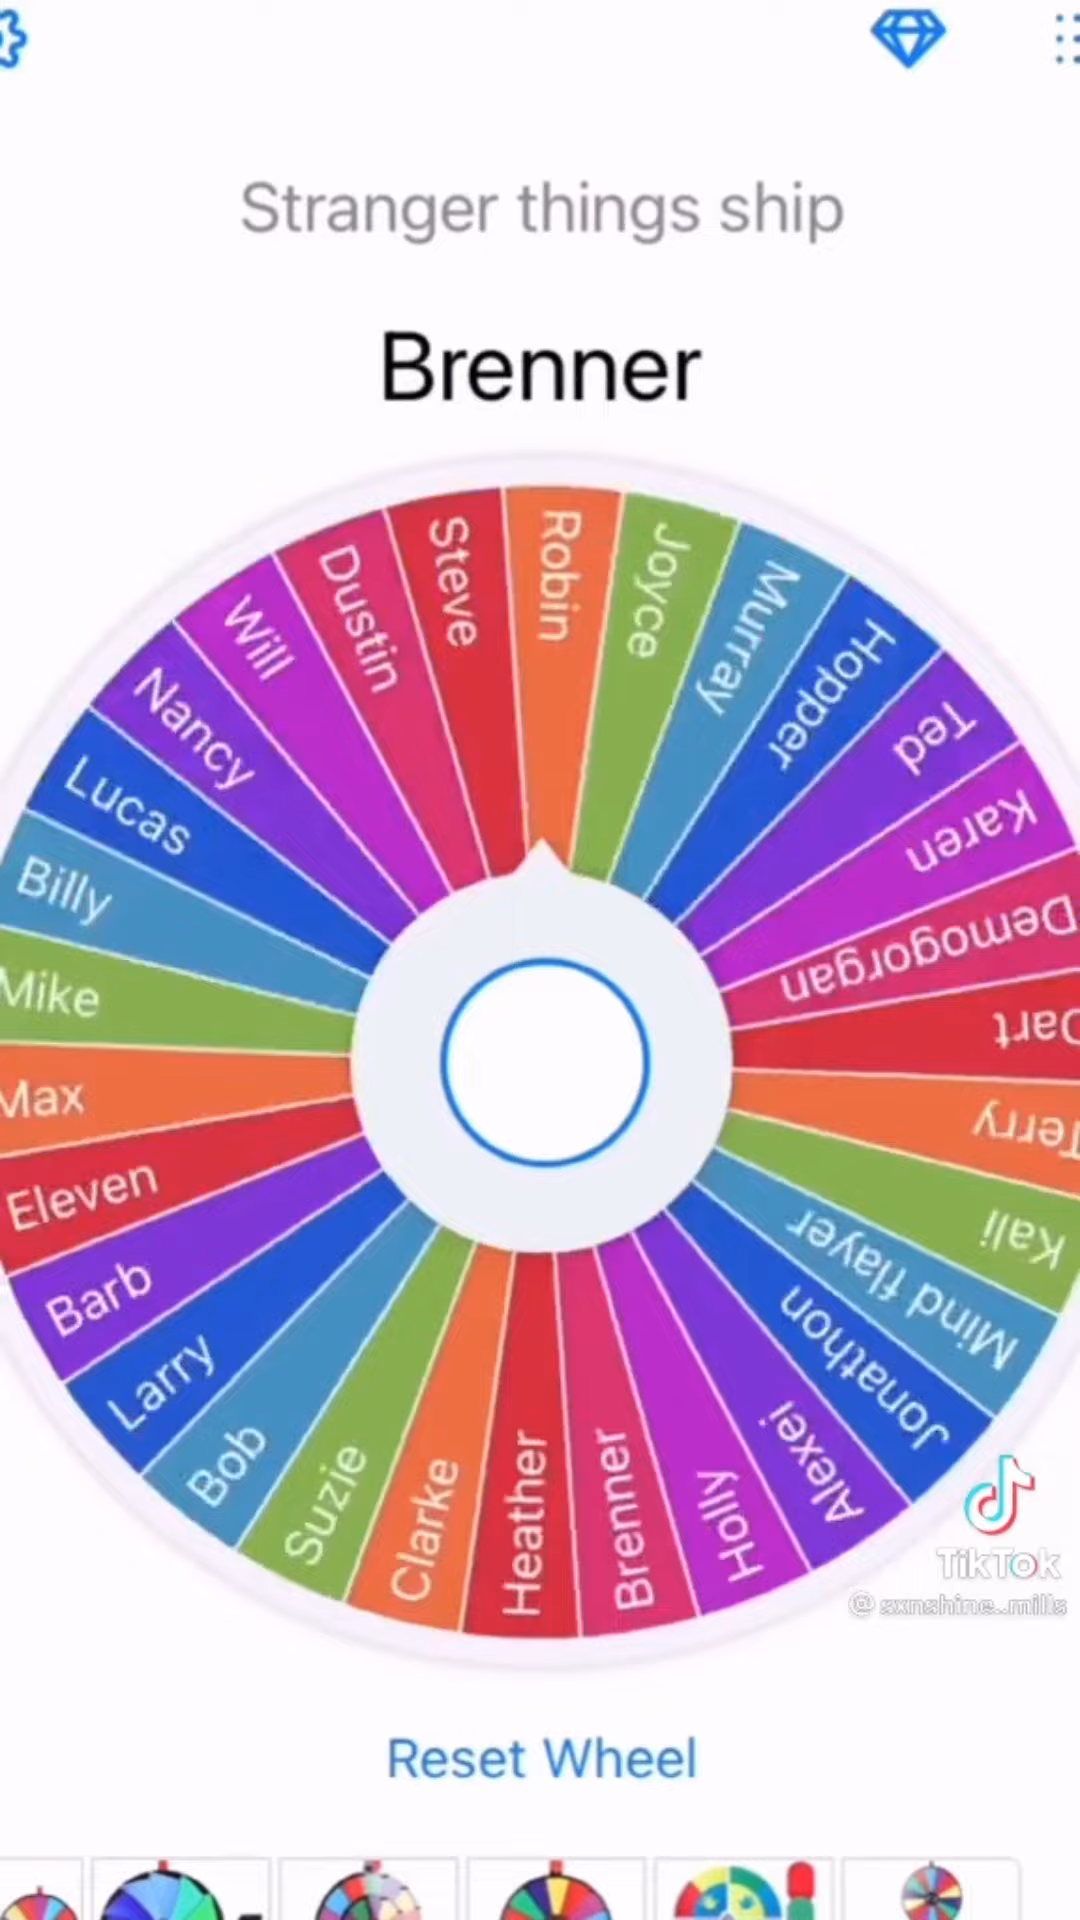 Stranger things ship
Brenner
Robin
Joyce
Murray
Hopper
Ted
Karen
Demogorgan
Dart
Terry
Kali
Mind flayer
Jonathon
Alexei
Holly
Brenner
Heather
Clarke
Suzie
Bob
Larry
Barb
Eleven
Max
Mike
Billy
Lucas
Nancy
Will
Dustin
Steve
TikTok
@sxnshine._mills
Reset Wheel